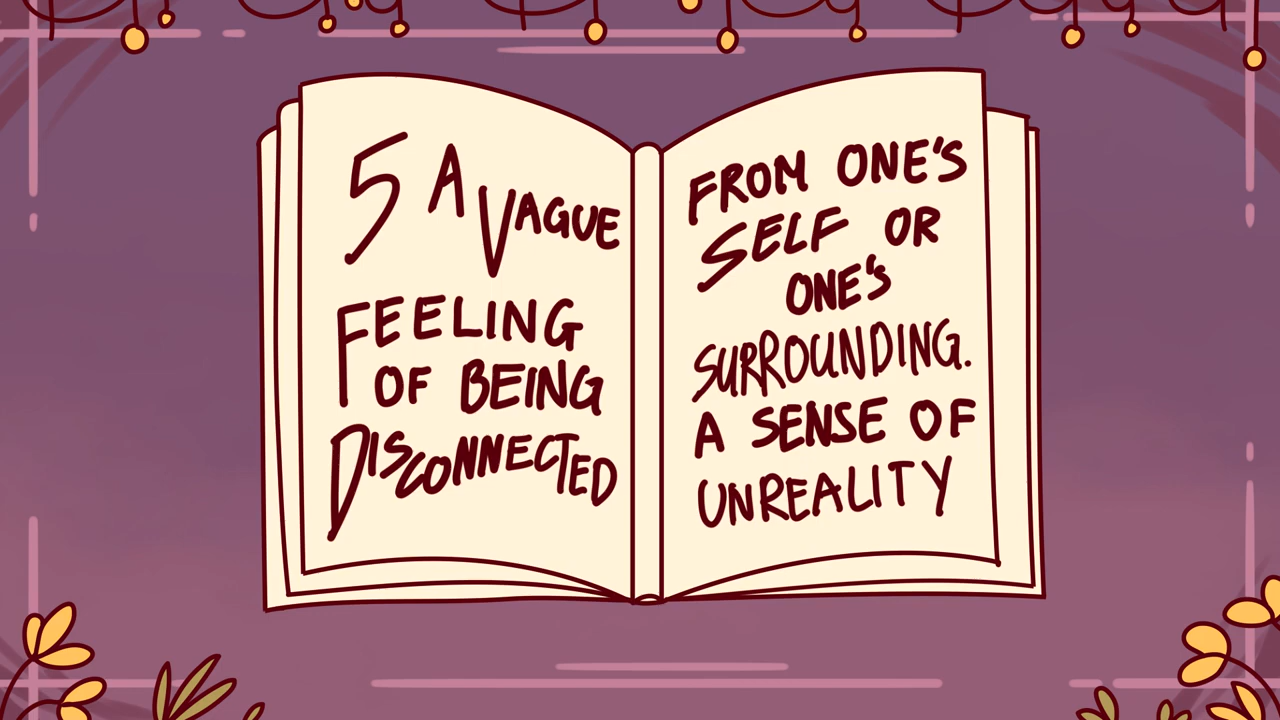 5 A VAGUE
FEELING
OF BEING
DISCONNECTED
FROM ONE'S
SELF OR
ONE'S
SURROUNDING.
A SENSE OF
UNREALITY